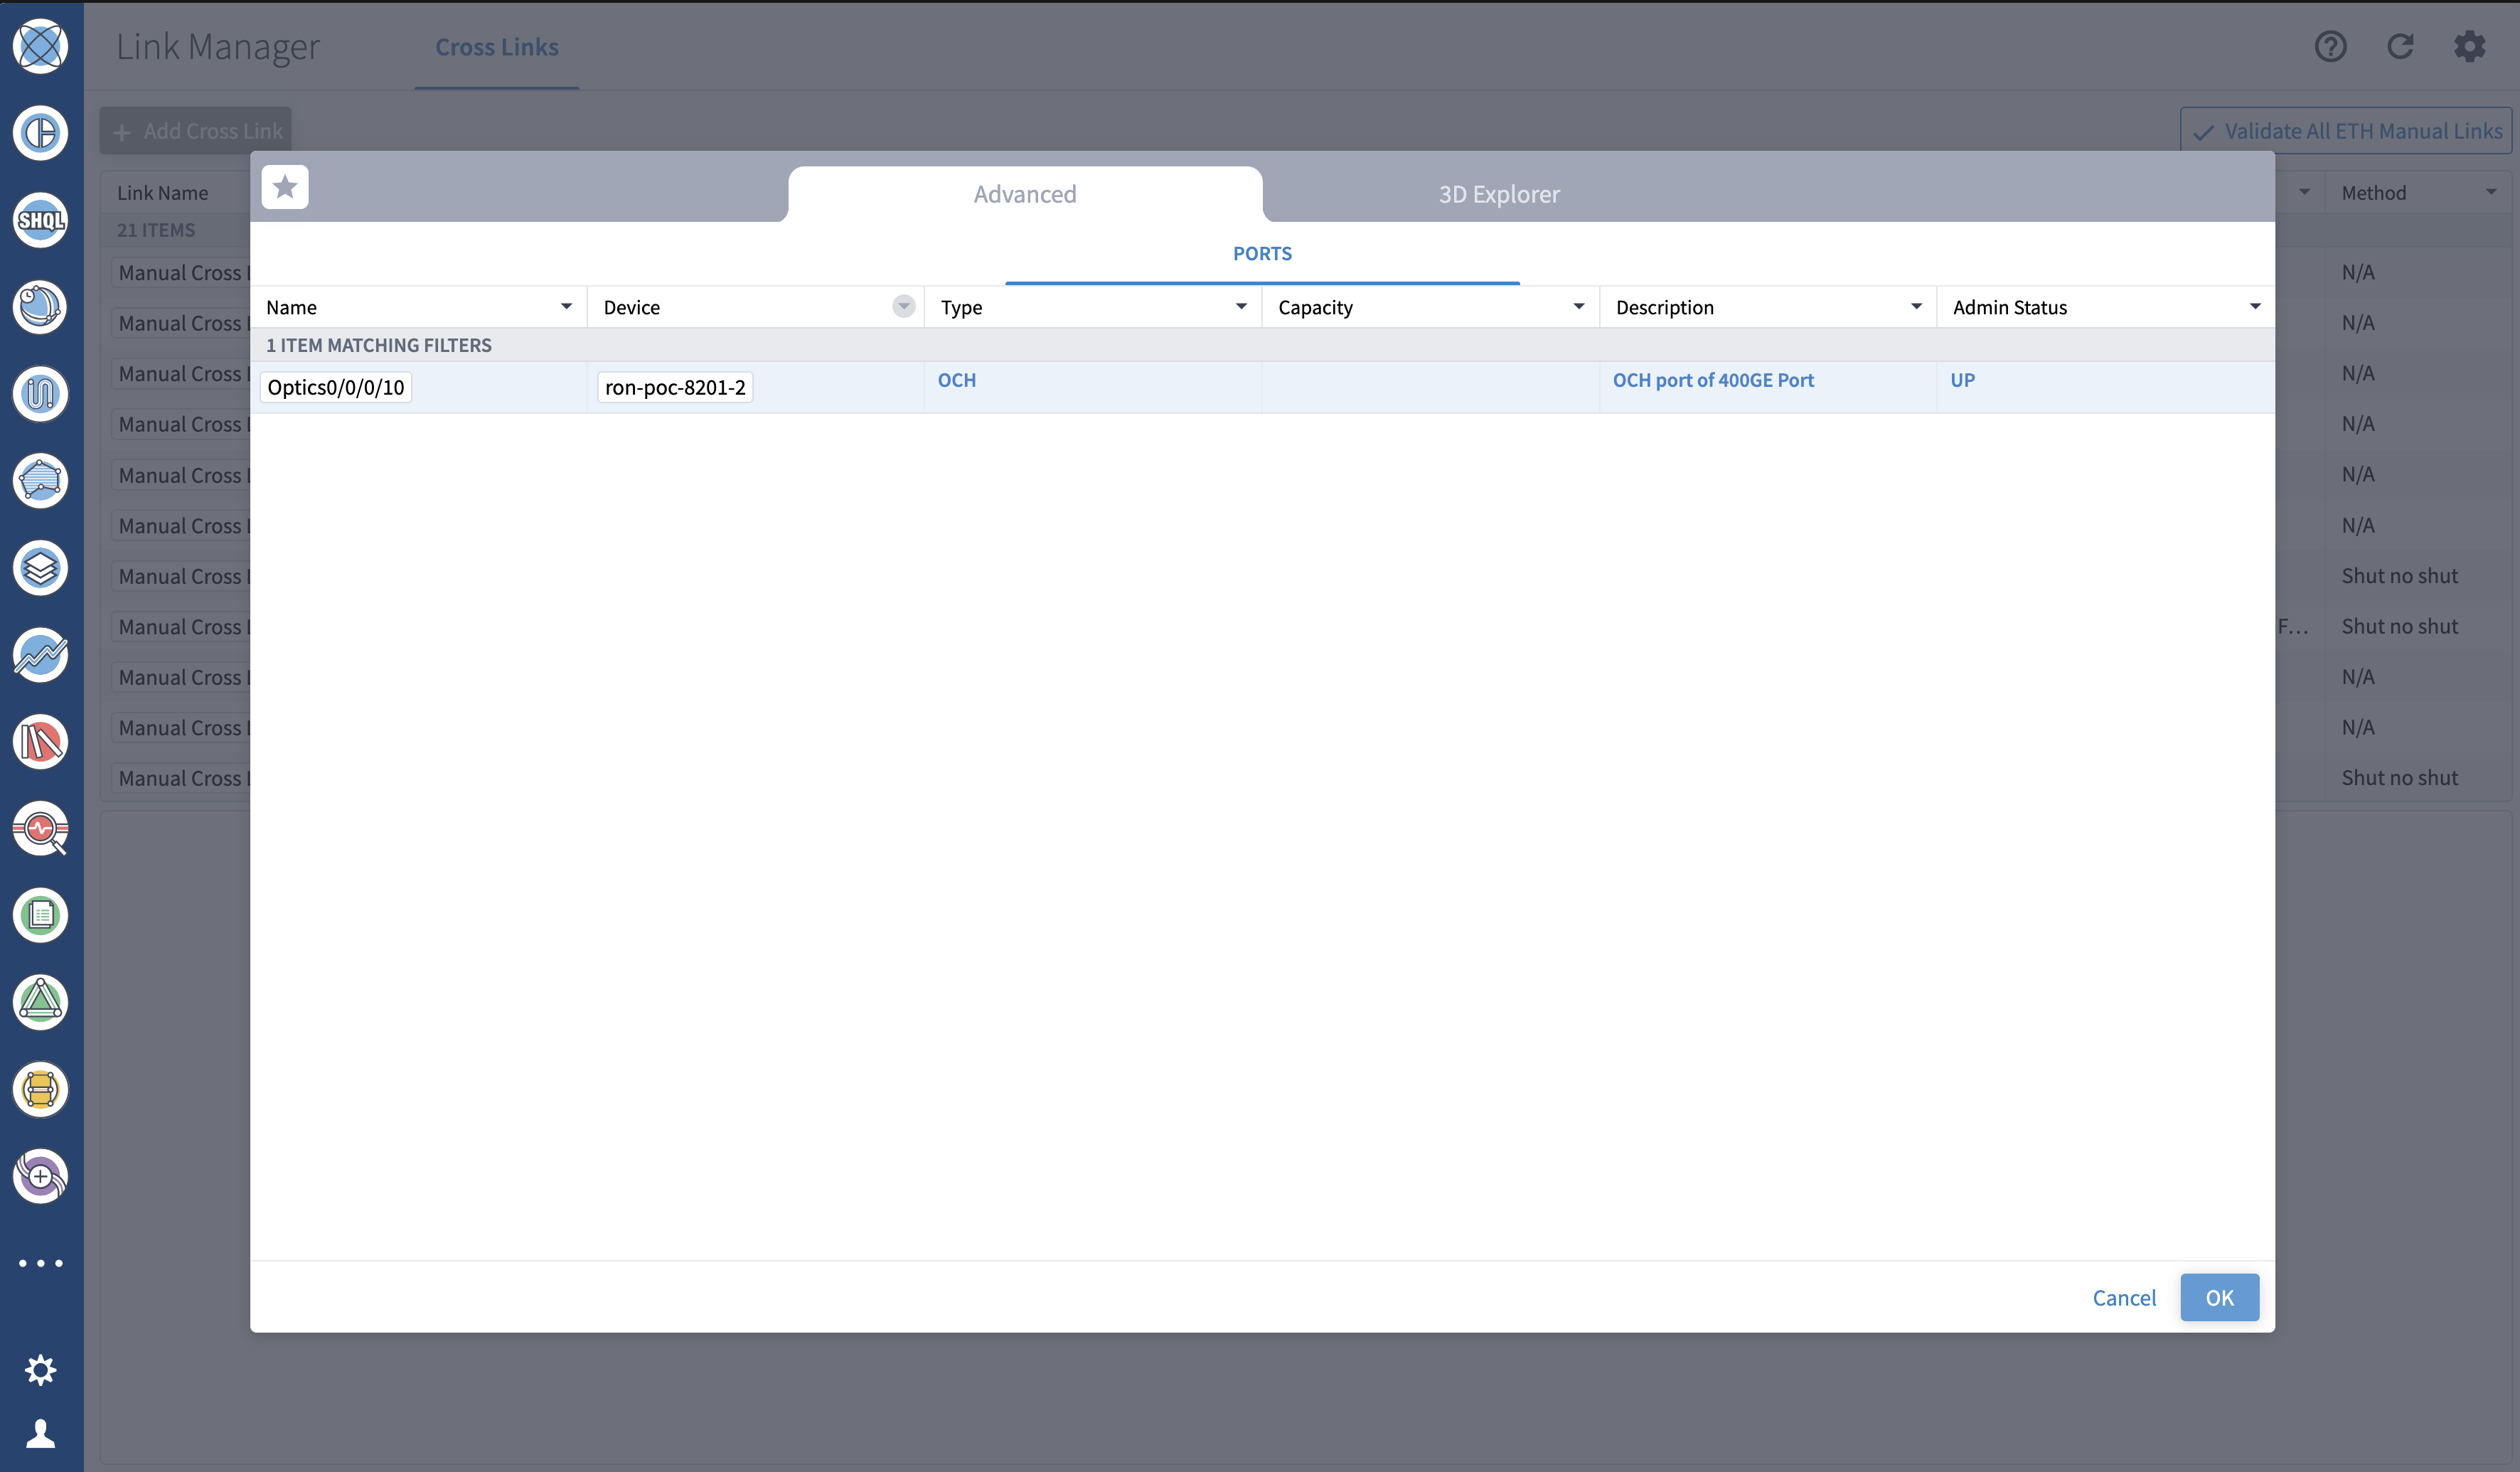 Link Manager
Cross Links
+ Add Cross Link
Validate All ETH Manual Links
SHQL
Link Name
Method
21 ITEMS
Manual Cross
N/A
Manual Cross
N/A
Manual Cross
N/A
Manual Cross
N/A
Manual Cross
N/A
Manual Cross
N/A
Manual Cross
Shut no shut
Manual Cross
F...
Shut no shut
Manual Cross
N/A
Manual Cross
N/A
Manual Cross
Shut no shut
Advanced
3D Explorer
PORTS
Name
Device
Type
Capacity
Description
Admin Status
1 ITEM MATCHING FILTERS
Optics0/0/0/10
ron-poc-8201-2
OCH
OCH port of 400GE Port
UP
Cancel
OK